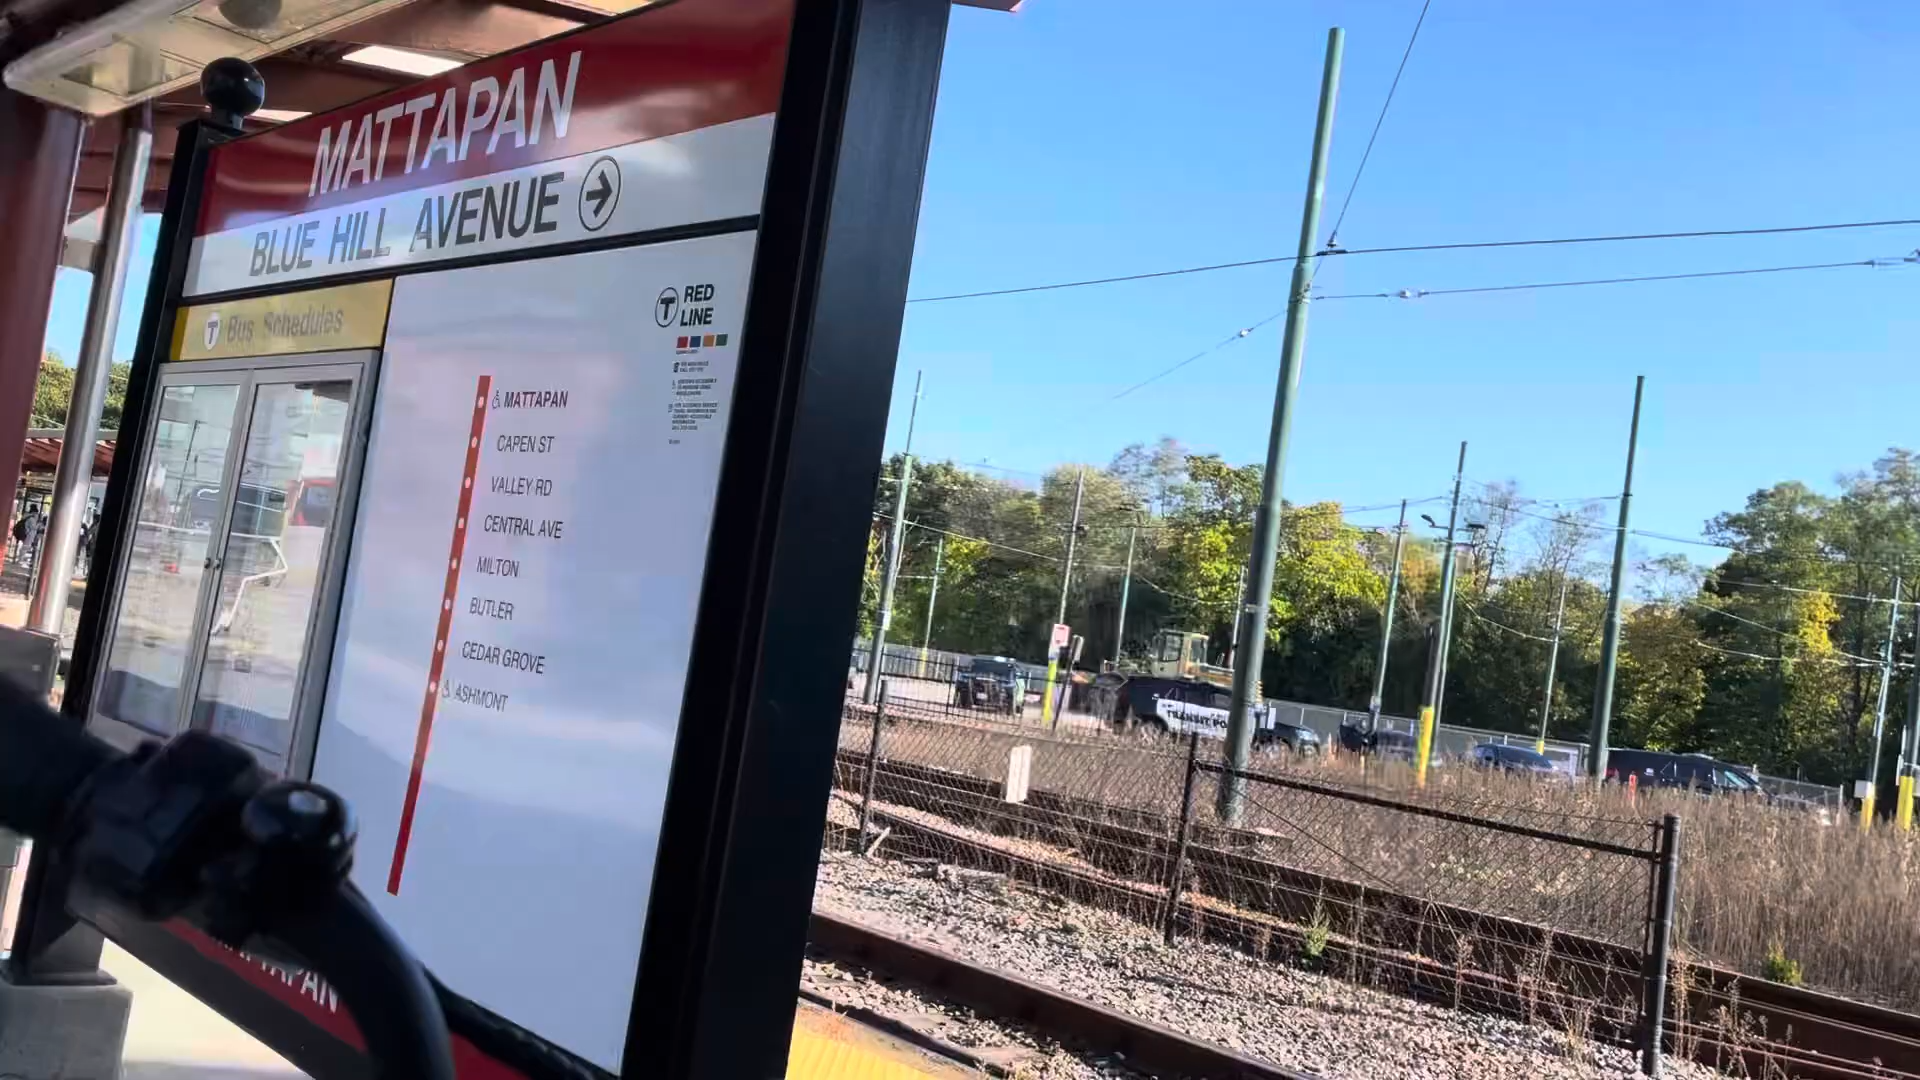 MATTAPAN
BLUE HILL AVENUE
T Bus Schedules
T RED
LINE
MATTAPAN
CAPEN ST
VALLEY RD
CENTRAL AVE
MILTON
BUTLER
CEDAR GROVE
ASHMONT
TRANSIT
MATTAPAN